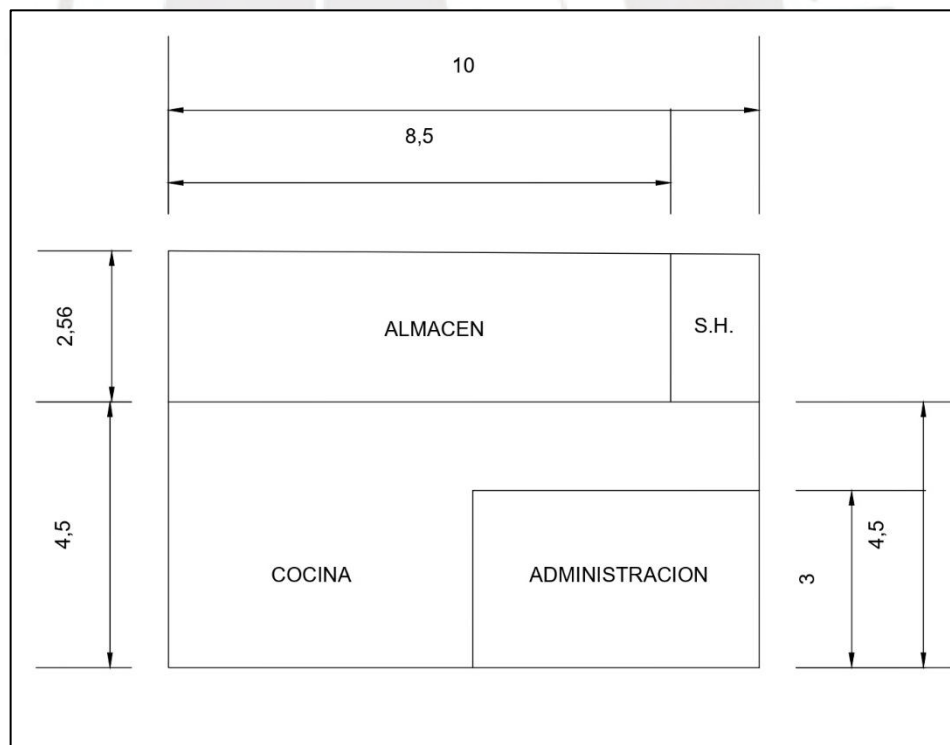 10
8,5
2,56
ALMACEN
S.H.
4,5
COCINA
ADMINISTRACION
3
4,5